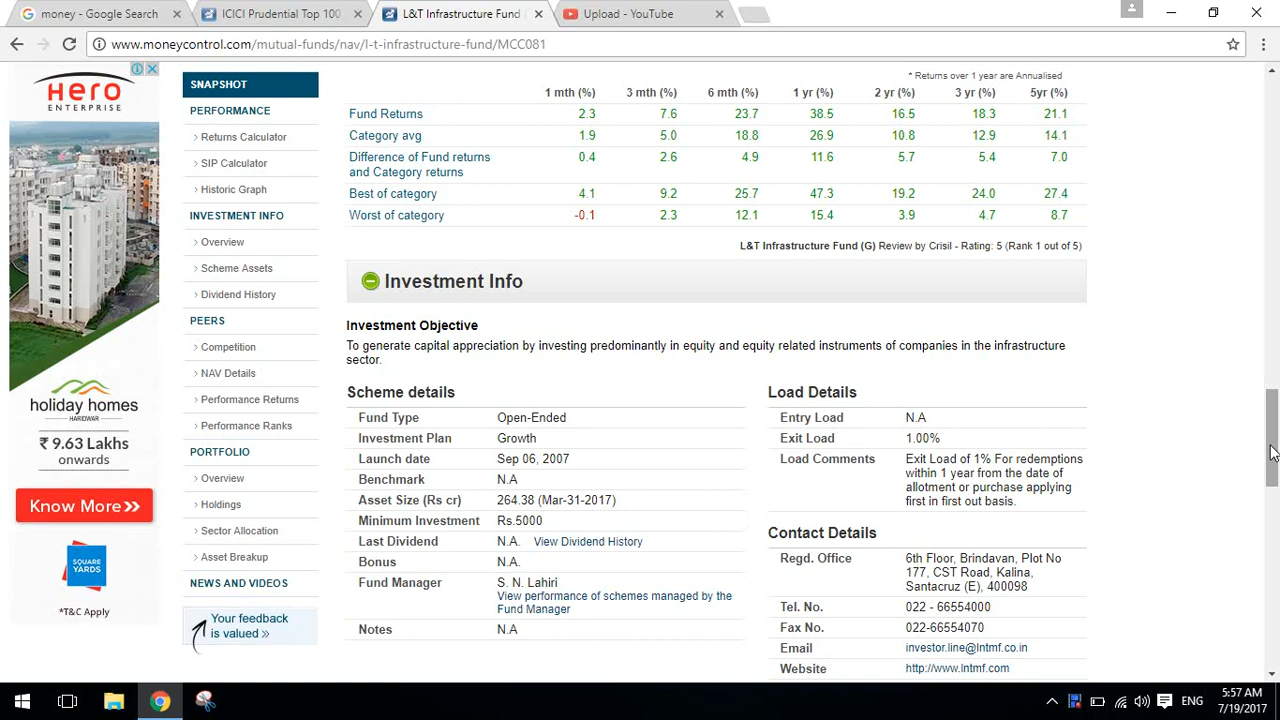 money - Google Search
ICICI Prudential Top 100
L&T Infrastructure Fund (
Upload - YouTube
www.moneycontrol.com/mutual-funds/nav/l-t-infrastructure-fund/MCC081
HERO
ENTERPRISE
holiday homes
HARIDWAR
₹ 9.63 Lakhs
onwards
Know More >>
SQUARE
YARDS
*T&C Apply
SNAPSHOT
PERFORMANCE
> Returns Calculator
> SIP Calculator
> Historic Graph
INVESTMENT INFO
> Overview
> Scheme Assets
> Dividend History
PEERS
> Competition
> NAV Details
> Performance Returns
> Performance Ranks
PORTFOLIO
> Overview
> Holdings
> Sector Allocation
> Asset Breakup
NEWS AND VIDEOS
Your feedback
is valued »
* Returns over 1 year are Annualised
1 mth (%) 3 mth (%) 6 mth (%) 1 yr (%) 2 yr (%) 3 yr (%) 5yr (%)
Fund Returns 2.3 7.6 23.7 38.5 16.5 18.3 21.1
Category avg 1.9 5.0 18.8 26.9 10.8 12.9 14.1
Difference of Fund returns 0.4 2.6 4.9 11.6 5.7 5.4 7.0
and Category returns
Best of category 4.1 9.2 25.7 47.3 19.2 24.0 27.4
Worst of category -0.1 2.3 12.1 15.4 3.9 4.7 8.7
L&T Infrastructure Fund (G) Review by Crisil - Rating: 5 (Rank 1 out of 5)
Investment Info
Investment Objective
To generate capital appreciation by investing predominantly in equity and equity related instruments of companies in the infrastructure
sector.
Scheme details
Fund Type Open-Ended
Investment Plan Growth
Launch date Sep 06, 2007
Benchmark N.A
Asset Size (Rs cr) 264.38 (Mar-31-2017)
Minimum Investment Rs.5000
Last Dividend N.A. View Dividend History
Bonus N.A.
Fund Manager S. N. Lahiri
View performance of schemes managed by the
Fund Manager
Notes N.A
Load Details
Entry Load N.A
Exit Load 1.00%
Load Comments Exit Load of 1% For redemptions
within 1 year from the date of
allotment or purchase applying
first in first out basis.
Contact Details
Regd. Office 6th Floor, Brindavan, Plot No
177, CST Road, Kalina,
Santacruz (E), 400098
Tel. No. 022 - 66554000
Fax No. 022-66554070
Email investor.line@lntmf.co.in
Website http://www.lntmf.com
ENG
5:57 AM
7/19/2017